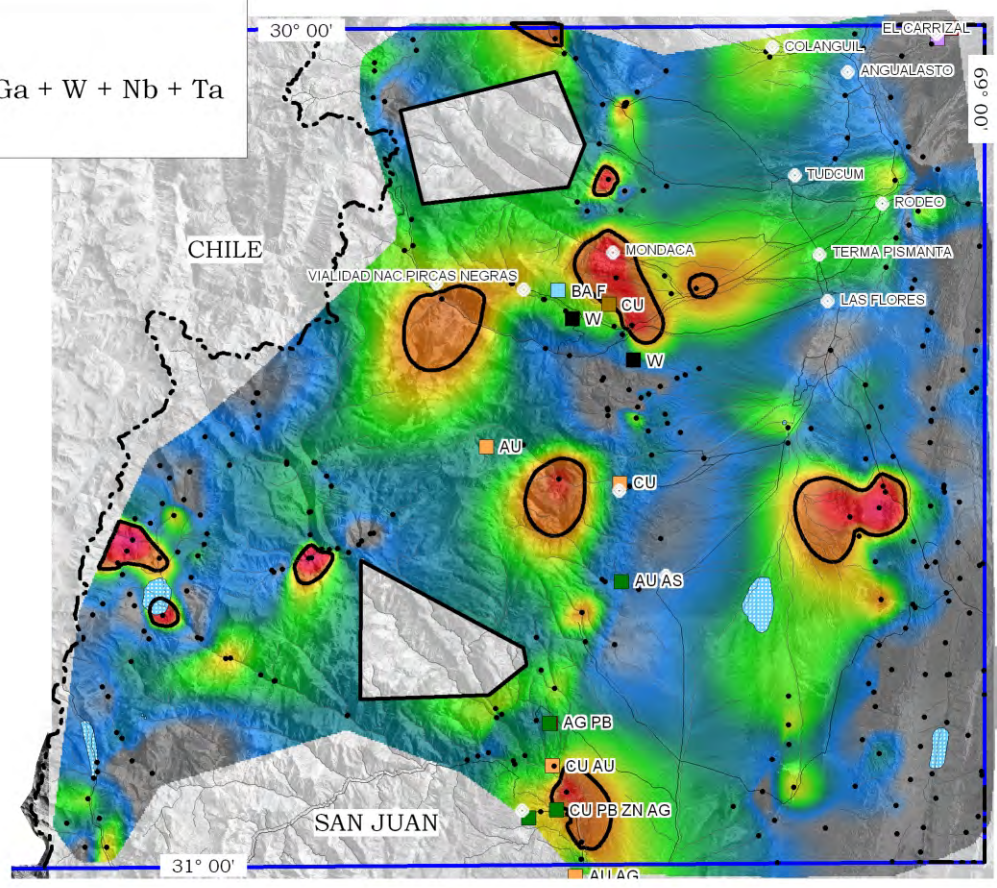 Ga + W + Nb + Ta
30° 00'
EL CARRIZAL
COLANGUIL
ANGUALASTO
69° 00'
TUDCUM
RODEO
CHILE
MONDACA
TERMA PISMANTA
VIALIDAD NAC.PIRCAS NEGRAS
BA F
CU
LAS FLORES
W
W
AU
CU
AU AS
AG PB
CU AU
CU PB ZN AG
SAN JUAN
31° 00'
AU AG